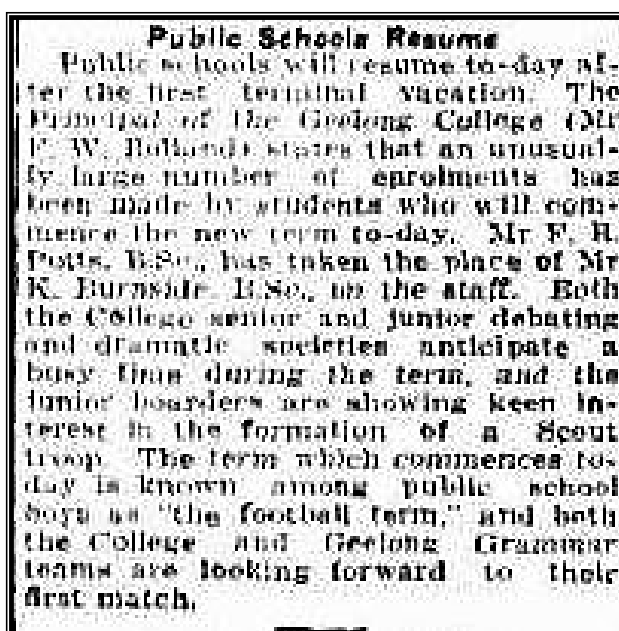 Public Schools Resume
Public schools will resume to-day af-
ter the first terminal vacation. The
Principal of the Geelong College (Mr
F. W. Rolland) states that an unusual-
ly large number of enrolments has
been made by students who will com-
mence the new term to-day. Mr F. R.
Potts, B.Sc., has taken the place of Mr
K. Burnside, B.Sc., on the staff. Both
the College senior and junior debating
and dramatic societies anticipate a
busy time during the term, and the
junior boarders are showing keen in-
terest in the formation of a Scout
troop. The term which commences to-
day is known among public school
boys as "the football term," and both
the College and Geelong Grammar
teams are looking forward to their
first match.